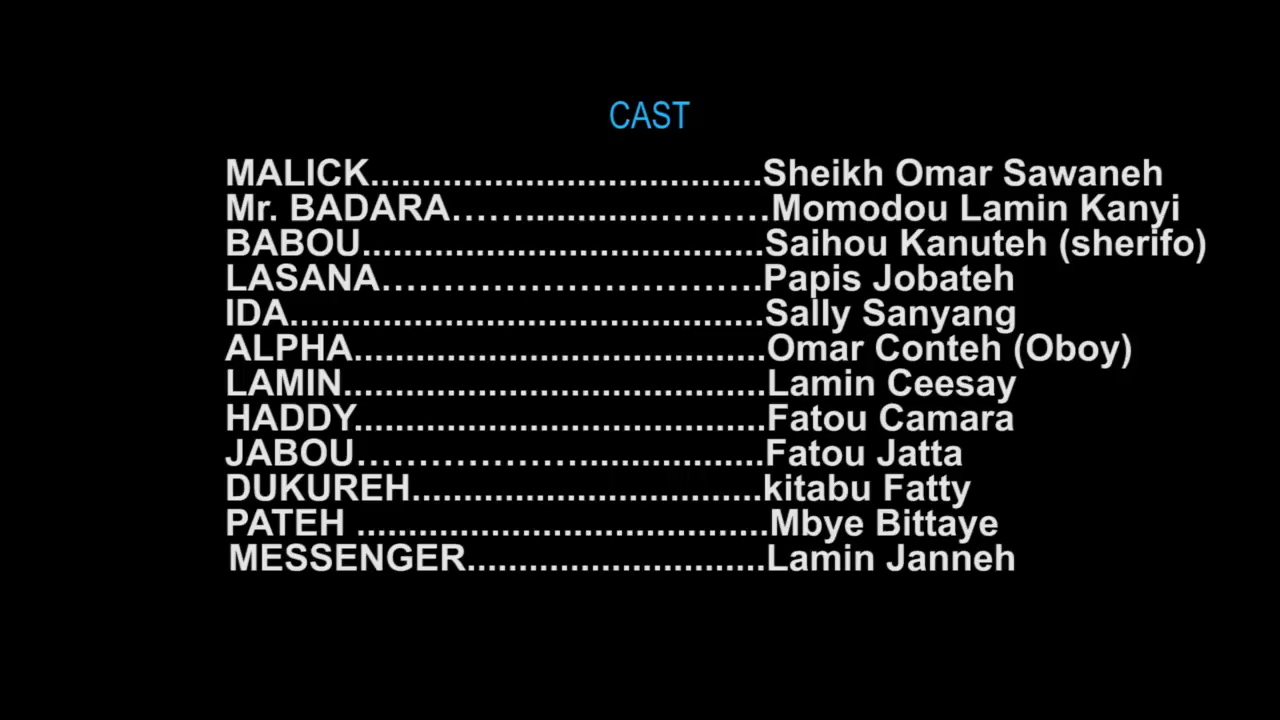 CAST
MALICK......................................Sheikh Omar Sawaneh
Mr. BADARA…….............………Momodou Lamin Kanyi
BABOU.......................................Saihou Kanuteh (sherifo)
LASANA……………………………….Papis Jobateh
IDA..............................................Sally Sanyang
ALPHA........................................Omar Conteh (Oboy)
LAMIN.........................................Lamin Ceesay
HADDY........................................Fatou Camara
JABOU…………………..................Fatou Jatta
DUKUREH..................................kitabu Fatty
PATEH ........................................Mbye Bittaye
MESSENGER.............................Lamin Janneh